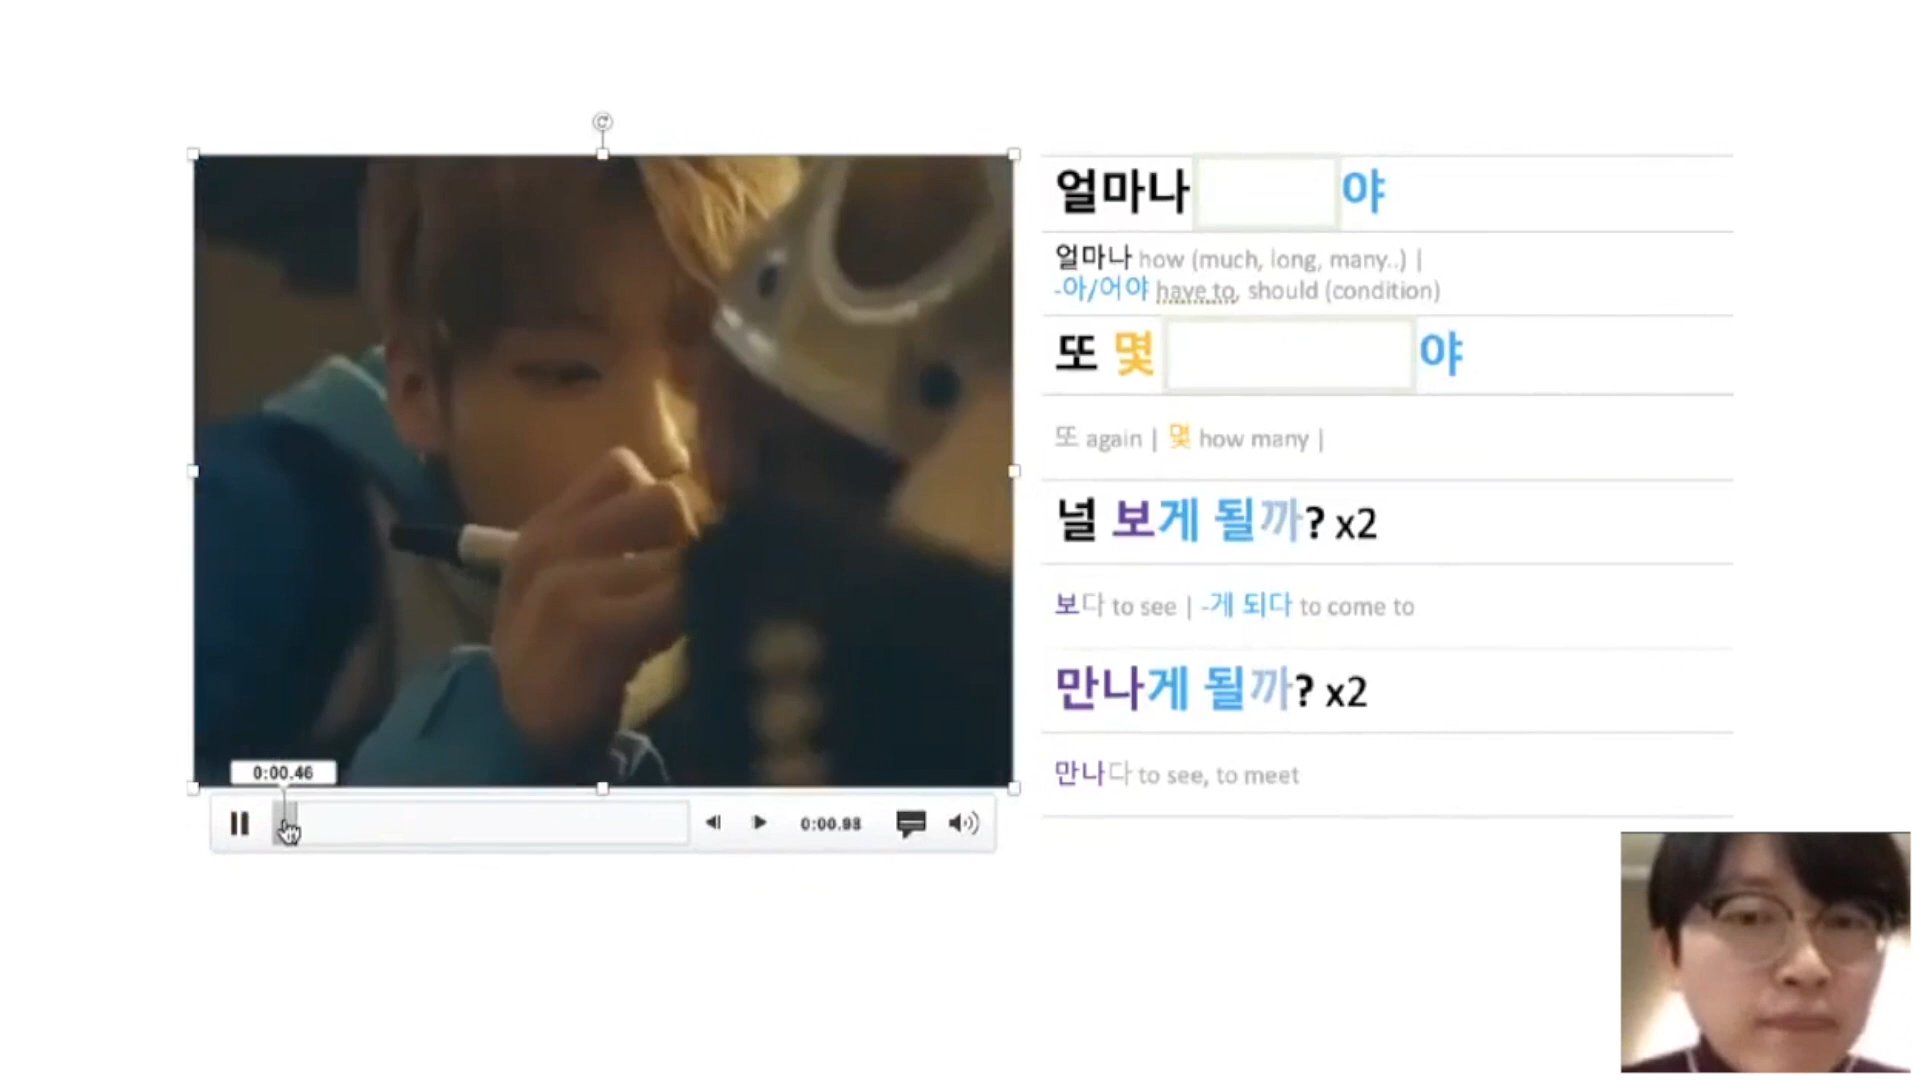 얼마나 야
얼마나 how (much, long, many..) |
-아/어야 have to, should (condition)
또 몇 야
또 again | 몇 how many |
널 보게 될까? x2
보다 to see | -게 되다 to come to
만나게 될까? x2
만나다 to see, to meet
0:00.46
0:00.98